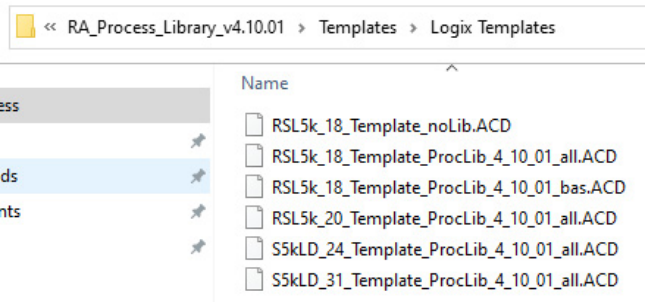 « RA_Process_Library_v4.10.01 > Templates > Logix Templates
Name
ess
RSL5k_18_Template_noLib.ACD
RSL5k_18_Template_ProcLib_4_10_01_all.ACD
ds
RSL5k_18_Template_ProcLib_4_10_01_bas.ACD
nts
RSL5k_20_Template_ProcLib_4_10_01_all.ACD
S5kLD_24_Template_ProcLib_4_10_01_all.ACD
S5kLD_31_Template_ProcLib_4_10_01_all.ACD